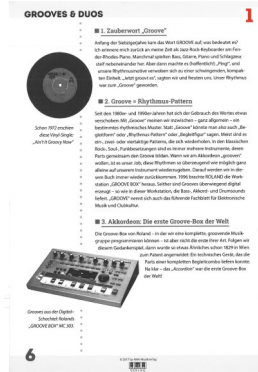 GROOVES & DUOS
1
■ 1. Zauberwort „Groove“
Anfang der Siebzigerjahre kam das Wort GROOVE auf, was bedeutet es?
Ich erinnere mich zurück an meine Zeit als Jazz-Rock-Keyboarder am Fen-
der-Rhodes-Piano. Manchmal spielten Bass, Gitarre, Piano und Schlagzeug
steif nebeneinander her. Aber dann machte es (hoffentlich) „Ping“, und
unsere Rhythmusnetze verwoben sich zu einer schwingenden, kompak-
ten Einheit. „Jetzt groovt es“, sagten wir und freuten uns. Unser Rhythmus
war zum „Groove“ geworden.
Schon 1972 erschien
diese Vinyl-Single:
„Ain't It Groovy Now“
■ 2. Groove = Rhythmus-Pattern
Seit den 1980er- und 1990er-Jahren hat sich der Gebrauch des Wortes etwas
verschoben. Mit „Groove“ meinen wir inzwischen – ganz allgemein – ein
bestimmtes rhythmisches Muster. Statt „Groove“ könnte man also auch „Be-
gleitform“ oder „Rhythmus-Pattern“ oder „Begleitfigur“ sagen. Meist sind es
ein-, zwei- oder viertaktige Patterns, die sich wiederholen. In den klassischen
Rock-, Soul-, Funkbesetzungen sind es immer mehrere Instrumente, deren
Parts gemeinsam den Groove bilden. Wenn wir am Akkordeon „grooven“
wollen, ist es unser Job, diese Rhythmen so überzeugend wie möglich ganz
alleine auf unserem Instrument wiederzugeben. Darauf werden wir in die-
sem Buch immer wieder zurückkommen. 1996 brachte ROLAND die Werk-
station „GROOVE BOX“ heraus. Seither sind Grooves überwiegend digital
erzeugt – so wie in dieser Workstation, die Bass-, Akkord- und Drumsounds
liefert. „GROOVE“ nennt sich auch das führende Fachblatt für Elektronische
Musik und Clubkultur.
■ 3. Akkordeon: Die erste Groove-Box der Welt
Die Groove-Box von Roland – in der wir eine komplette, groovende Musik-
gruppe programmieren können – ist aber nicht die erste ihrer Art. Folgen wir
diesem Gedankenspiel, dann wurde so etwas Ähnliches schon 1829 in Wien
zum Patent angemeldet: Ein technisches Gerät, das die
Parts einer kompletten Begleitcombo liefern konnte.
Na klar – das „Accordion“ war die erste Groove Box
der Welt!
Grooves aus der Digital-
Schachtel: Rolands
„GROOVE BOX“ MC 303.
6